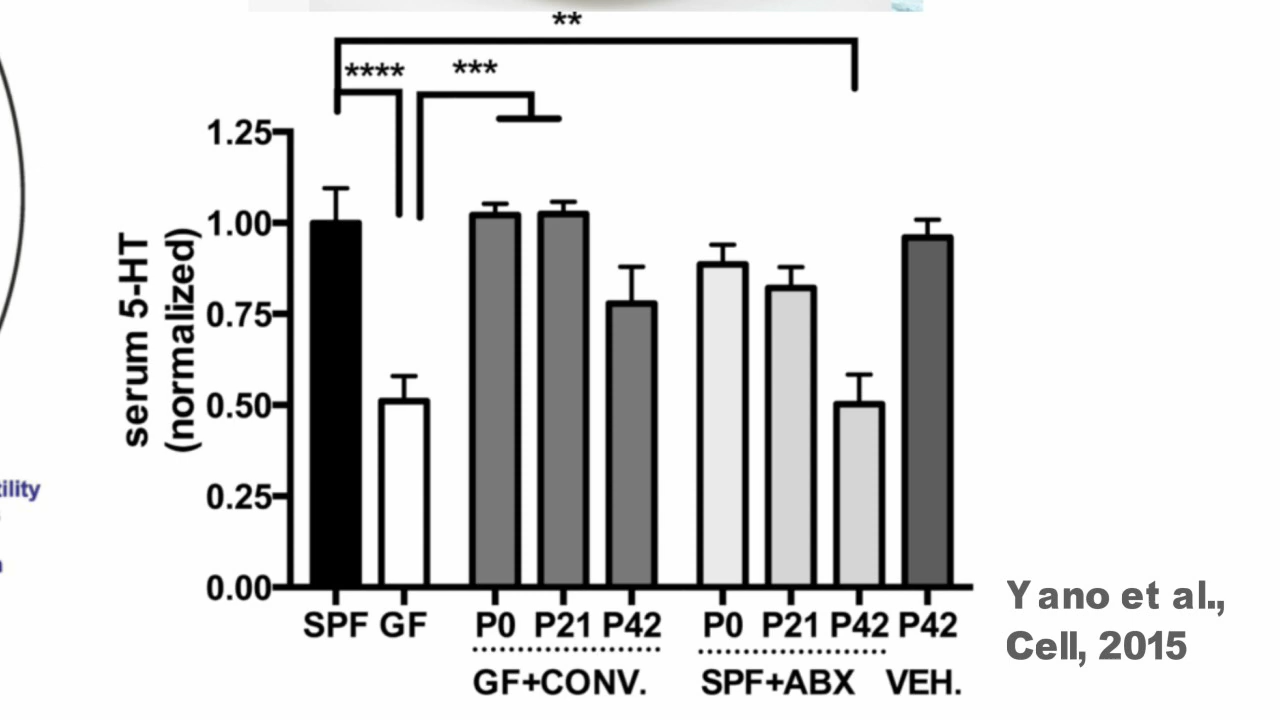 **
**** ***
1.25
1.00
0.75
0.50
0.25
0.00
serum 5-HT
(normalized)
SPF GF P0 P21 P42 P0 P21 P42 P42
GF+CONV. SPF+ABX VEH.
Yano et al.,
Cell, 2015